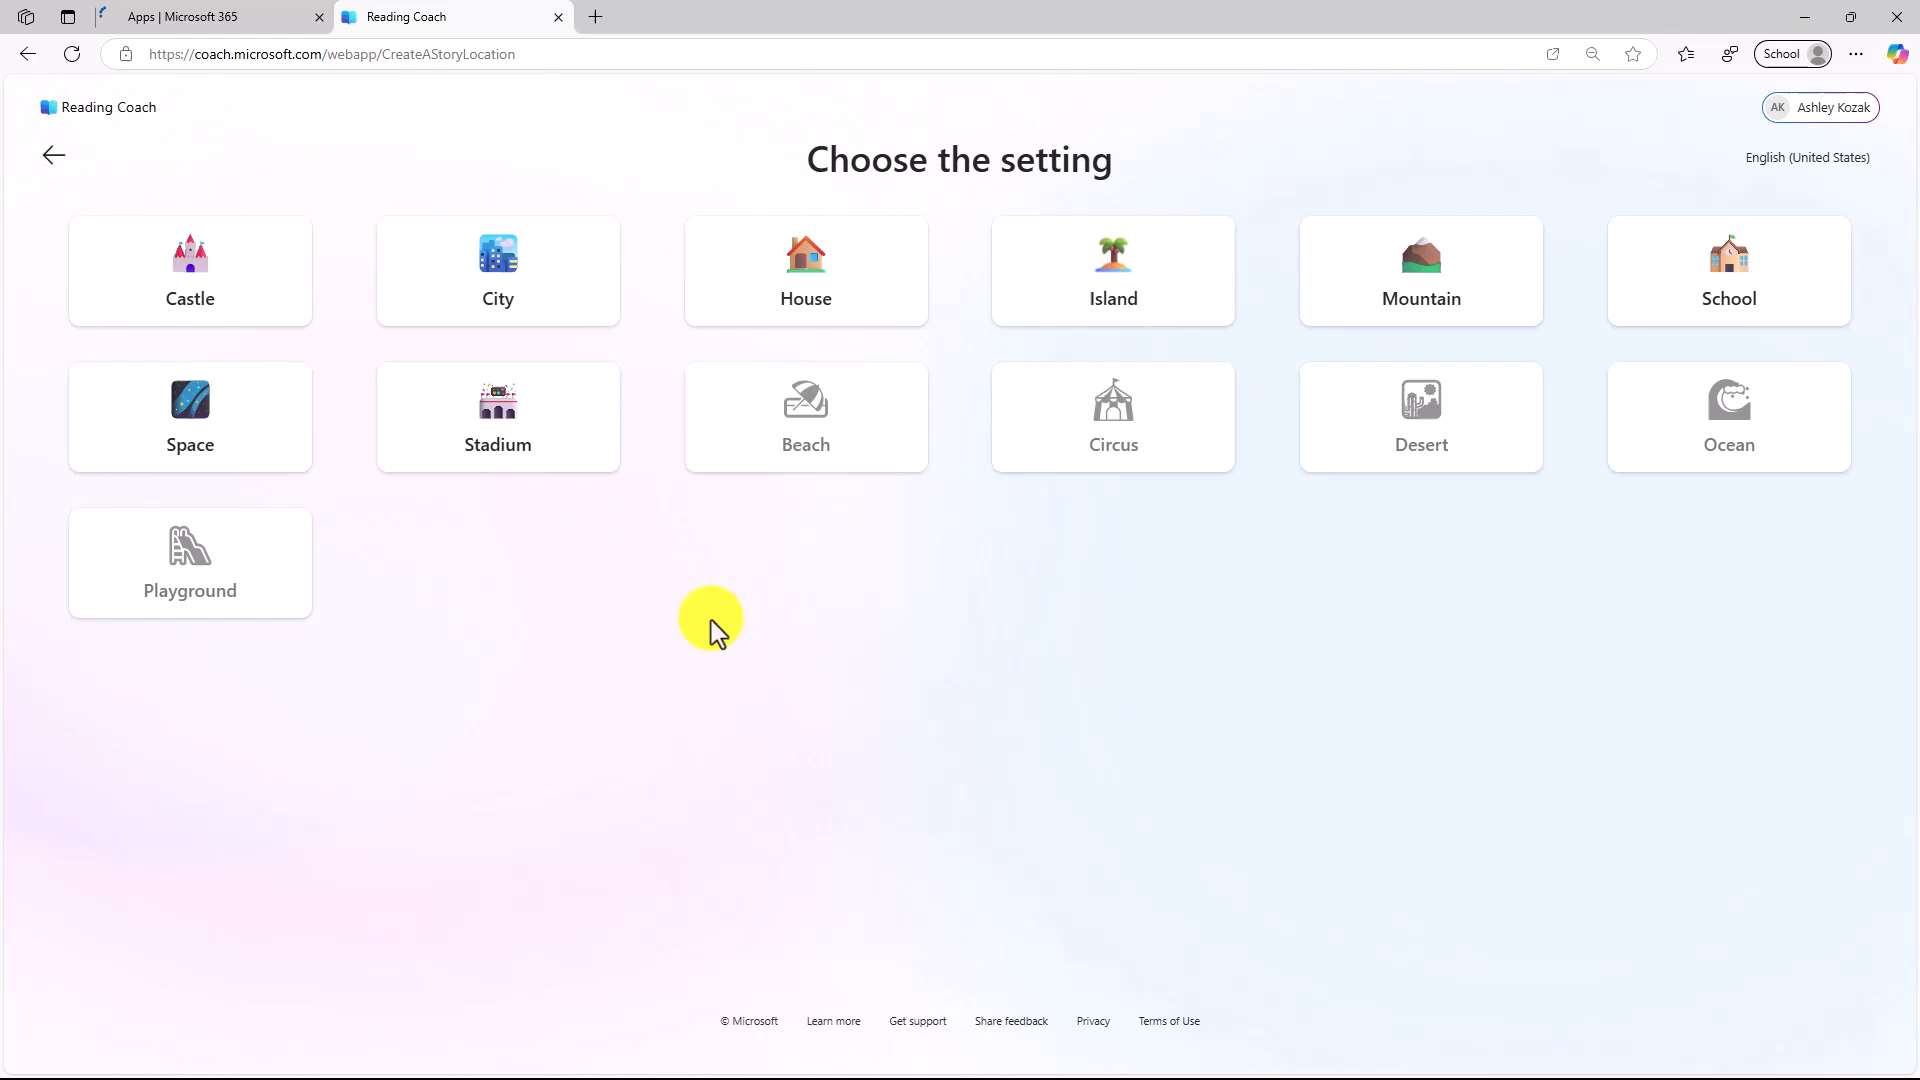 Apps | Microsoft 365
Reading Coach
https://coach.microsoft.com/webapp/CreateAStoryLocation
School
Reading Coach
AK Ashley Kozak
Choose the setting
English (United States)
Castle
City
House
Island
Mountain
School
Space
Stadium
Beach
Circus
Desert
Ocean
Playground
© Microsoft Learn more Get support Share feedback Privacy Terms of Use